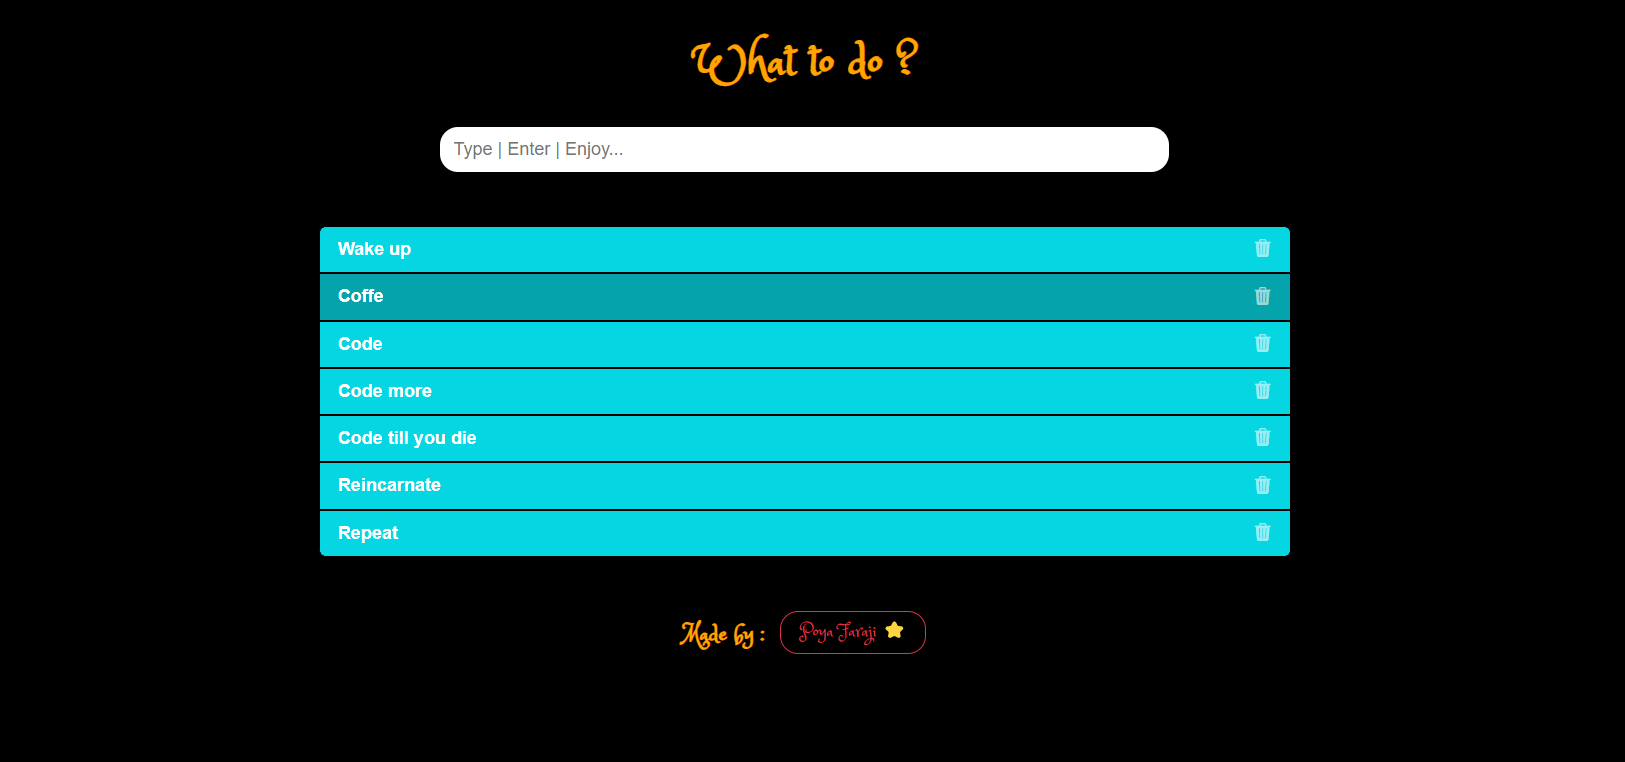 What to do ?
Type | Enter | Enjoy...
Wake up
Coffe
Code
Code more
Code till you die
Reincarnate
Repeat
Made by : Poya Faraji